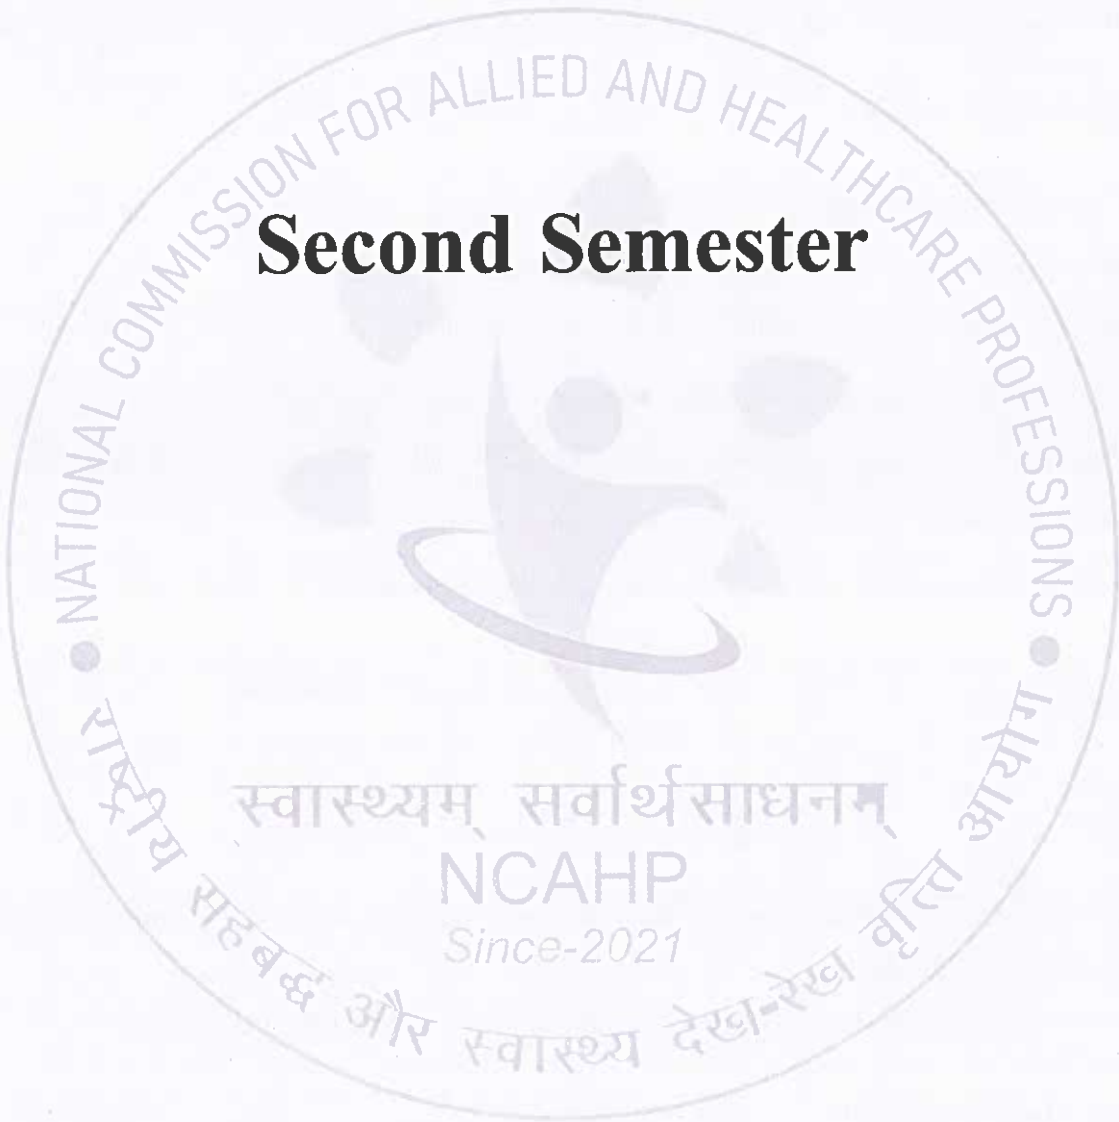 NATIONAL COMMISSION FOR ALLIED AND HEALTHCARE PROFESSIONS
Second Semester
स्वास्थ्यम् सर्वार्थसाधनम्
NCAHP
Since-2021
राष्ट्रीय सहबद्ध और स्वास्थ्य देख-रेख वृत्ति आयोग